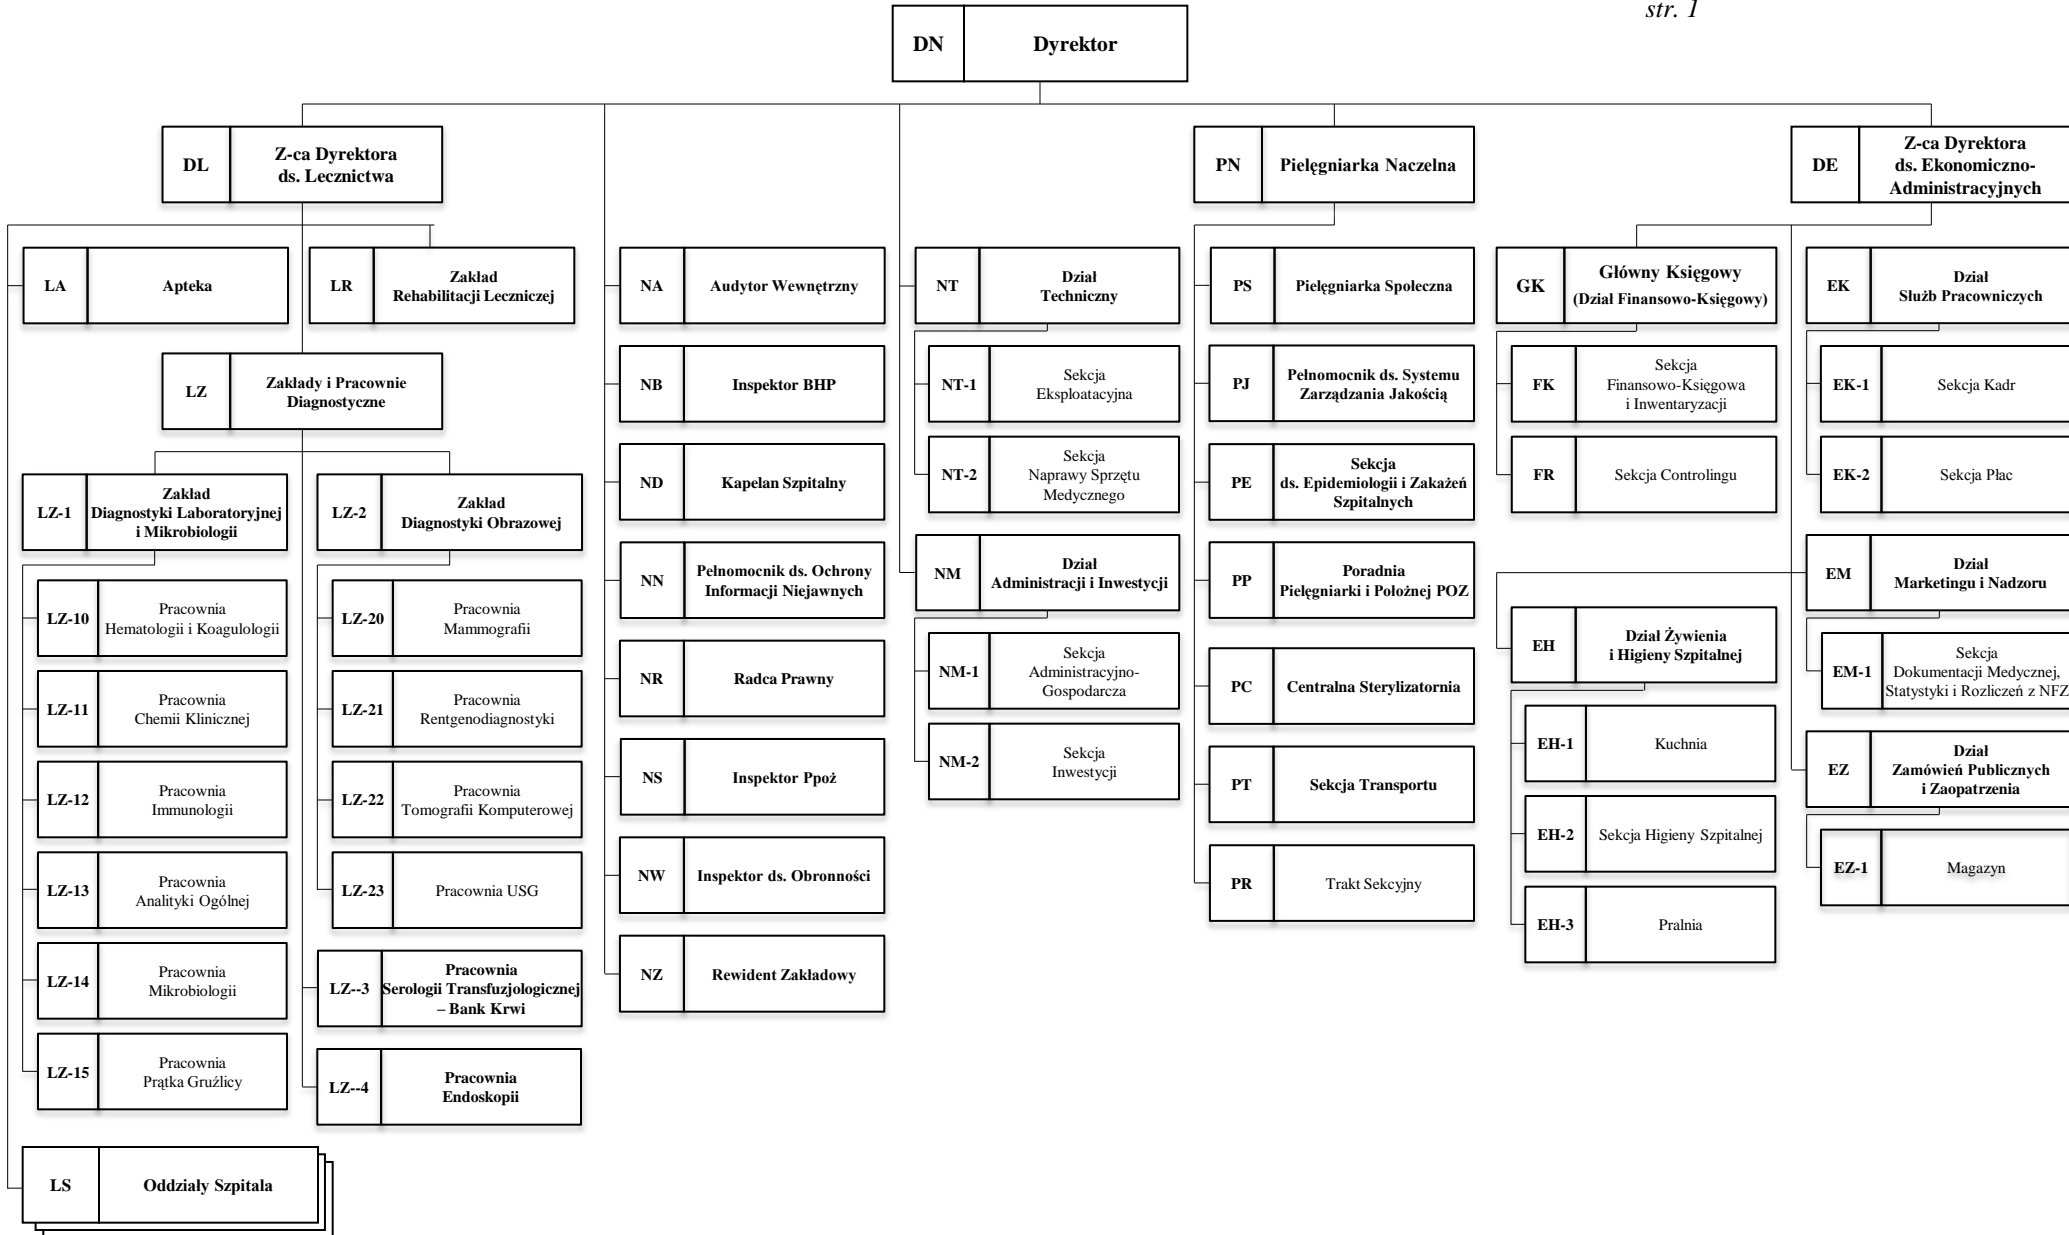 str. 1
DN
Dyrektor
DL
Z-ca Dyrektora
ds. Lecznictwa
PN
Pielęgniarka Naczelna
DE
Z-ca Dyrektora
ds. Ekonomiczno-
Administracyjnych
LA
Apteka
LR
Zakład
Rehabilitacji Leczniczej
LZ
Zakłady i Pracownie
Diagnostyczne
LZ-1
Zakład
Diagnostyki Laboratoryjnej
i Mikrobiologii
LZ-10
Pracownia
Hematologii i Koagulologii
LZ-11
Pracownia
Chemii Klinicznej
LZ-12
Pracownia
Immunologii
LZ-13
Pracownia
Analityki Ogólnej
LZ-14
Pracownia
Mikrobiologii
LZ-15
Pracownia
Prątka Gruźlicy
LZ-2
Zakład
Diagnostyki Obrazowej
LZ-20
Pracownia
Mammografii
LZ-21
Pracownia
Rentgenodiagnostyki
LZ-22
Pracownia
Tomografii Komputerowej
LZ-23
Pracownia USG
LZ--3
Pracownia
Serologii Transfuzjologicznej
– Bank Krwi
LZ--4
Pracownia
Endoskopii
LS
Oddziały Szpitala
NA
Audytor Wewnętrzny
NB
Inspektor BHP
ND
Kapelan Szpitalny
NN
Pełnomocnik ds. Ochrony
Informacji Niejawnych
NR
Radca Prawny
NS
Inspektor Ppoż
NW
Inspektor ds. Obronności
NZ
Rewident Zakładowy
NT
Dział
Techniczny
NT-1
Sekcja
Eksploatacyjna
NT-2
Sekcja
Naprawy Sprzętu
Medycznego
NM
Dział
Administracji i Inwestycji
NM-1
Sekcja
Administracyjno-
Gospodarcza
NM-2
Sekcja
Inwestycji
PS
Pielęgniarka Społeczna
PJ
Pełnomocnik ds. Systemu
Zarządzania Jakością
PE
Sekcja
ds. Epidemiologii i Zakażeń
Szpitalnych
PP
Poradnia
Pielęgniarki i Położnej POZ
PC
Centralna Sterylizatornia
PT
Sekcja Transportu
PR
Trakt Sekcyjny
GK
Główny Księgowy
(Dział Finansowo-Księgowy)
FK
Sekcja
Finansowo-Księgowa
i Inwentaryzacji
FR
Sekcja Controlingu
EH
Dział Żywienia
i Higieny Szpitalnej
EH-1
Kuchnia
EH-2
Sekcja Higieny Szpitalnej
EH-3
Pralnia
EK
Dział
Służb Pracowniczych
EK-1
Sekcja Kadr
EK-2
Sekcja Płac
EM
Dział
Marketingu i Nadzoru
EM-1
Sekcja
Dokumentacji Medycznej,
Statystyki i Rozliczeń z NFZ
EZ
Dział
Zamówień Publicznych
i Zaopatrzenia
EZ-1
Magazyn